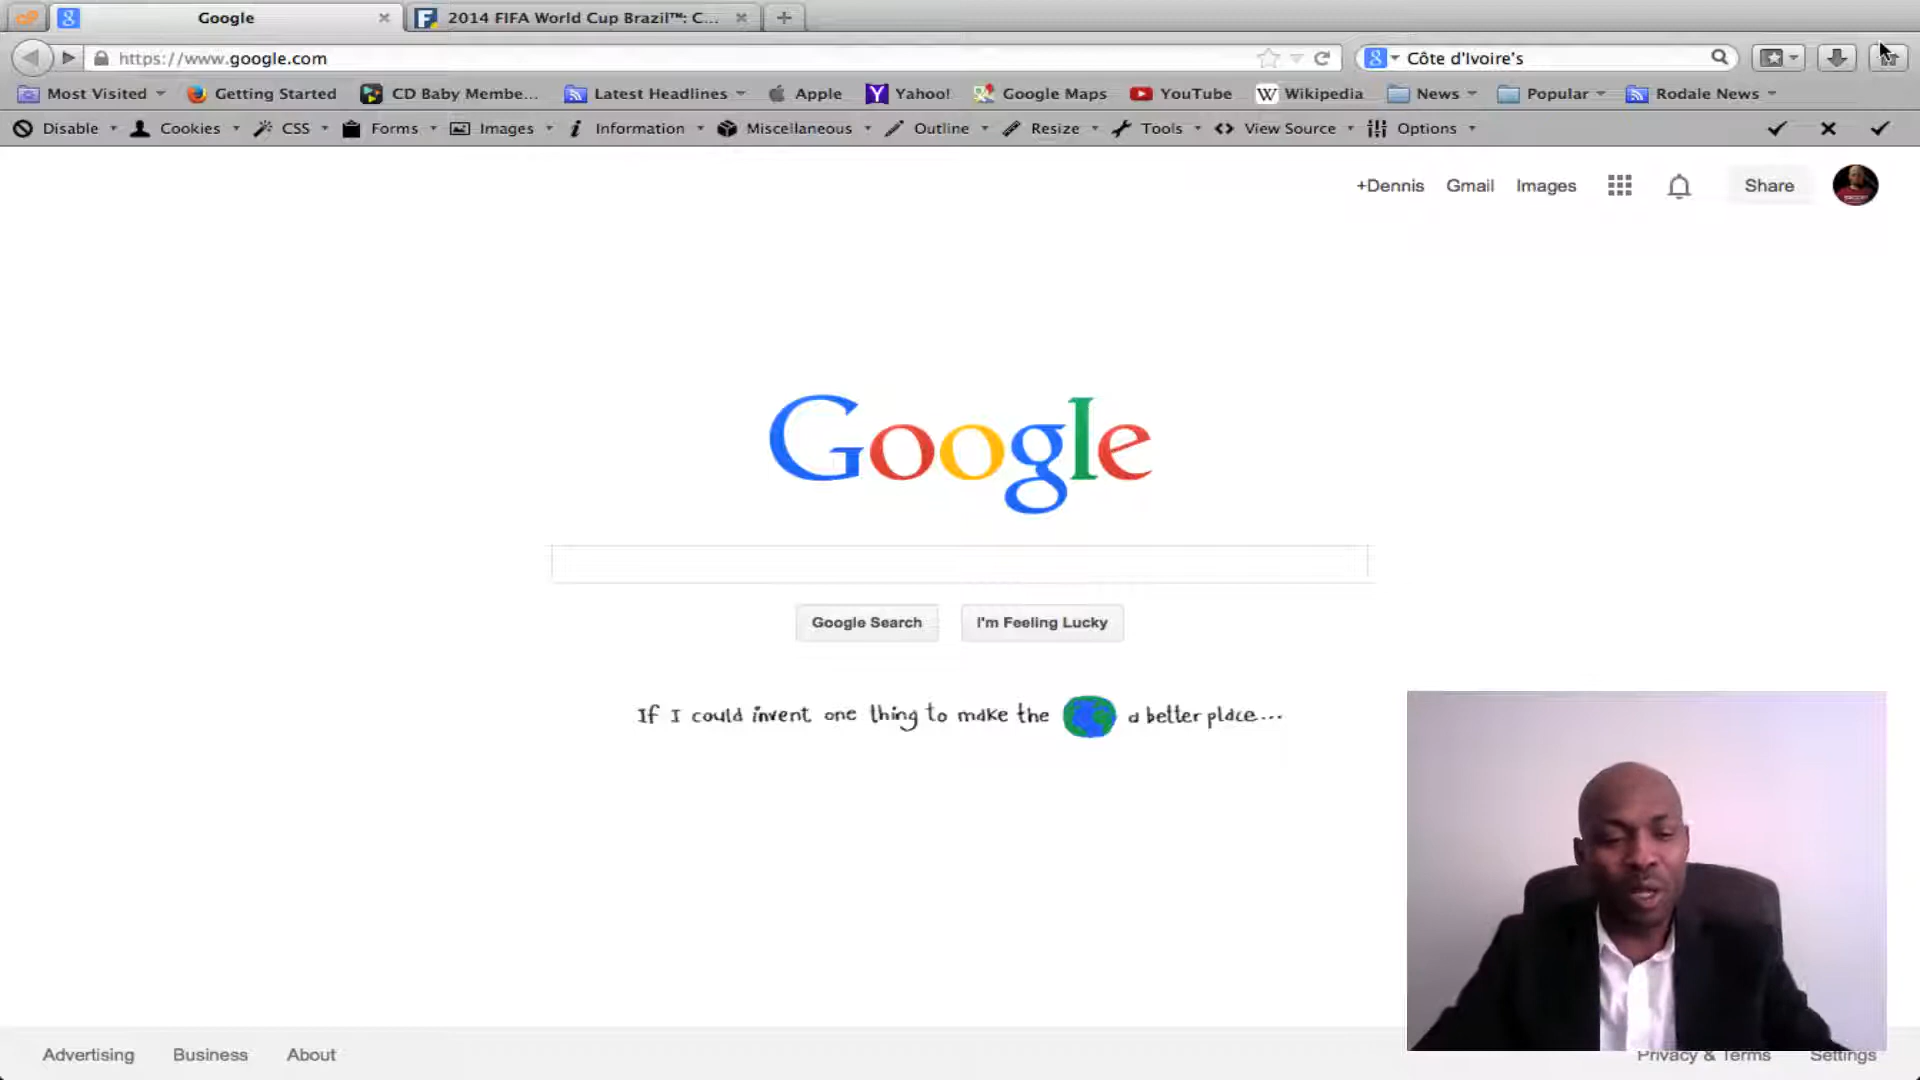 Google
2014 FIFA World Cup Brazil™: C...
https://www.google.com
Côte d'Ivoire's
Most Visited
Getting Started
CD Baby Membe...
Latest Headlines
Apple
Yahoo!
Google Maps
YouTube
Wikipedia
News
Popular
Rodale News
Disable
Cookies
CSS
Forms
Images
Information
Miscellaneous
Outline
Resize
Tools
View Source
Options
+Dennis
Gmail
Images
Share
Google
Google Search
I'm Feeling Lucky
If I could invent one thing to make the a better place...
Advertising
Business
About
Privacy & Terms
Settings